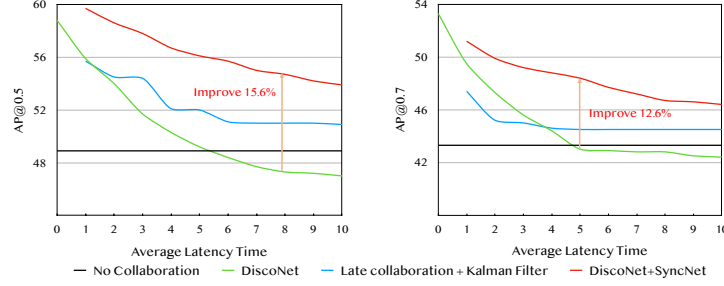 60
56
52
48
AP@0.5
Improve 15.6%
0 1 2 3 4 5 6 7 8 9 10
Average Latency Time
54
50
46
42
AP@0.7
Improve 12.6%
0 1 2 3 4 5 6 7 8 9 10
Average Latency Time
No Collaboration DiscoNet Late collaboration + Kalman Filter DiscoNet+SyncNet